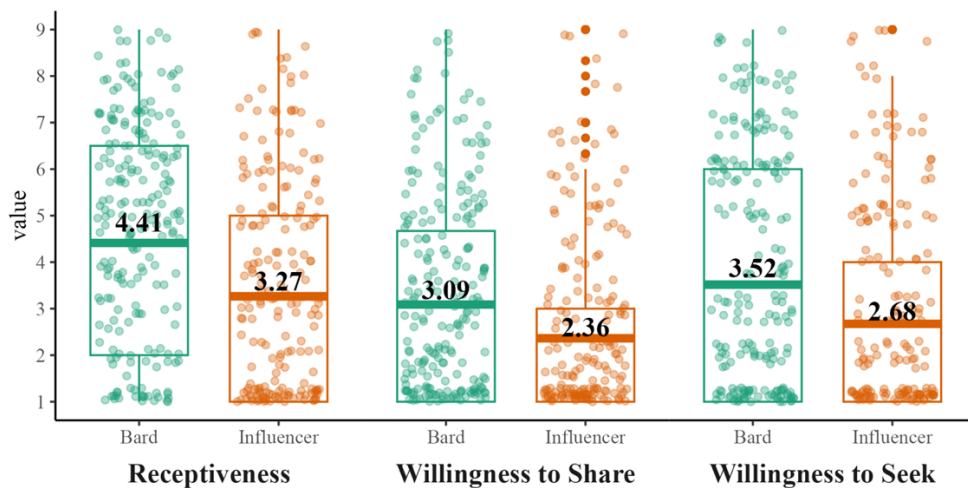 value
9
8
7
6
5
4
3
2
1
4.41
3.27
3.09
2.36
3.52
2.68
Bard
Influencer
Bard
Influencer
Bard
Influencer
Receptiveness
Willingness to Share
Willingness to Seek